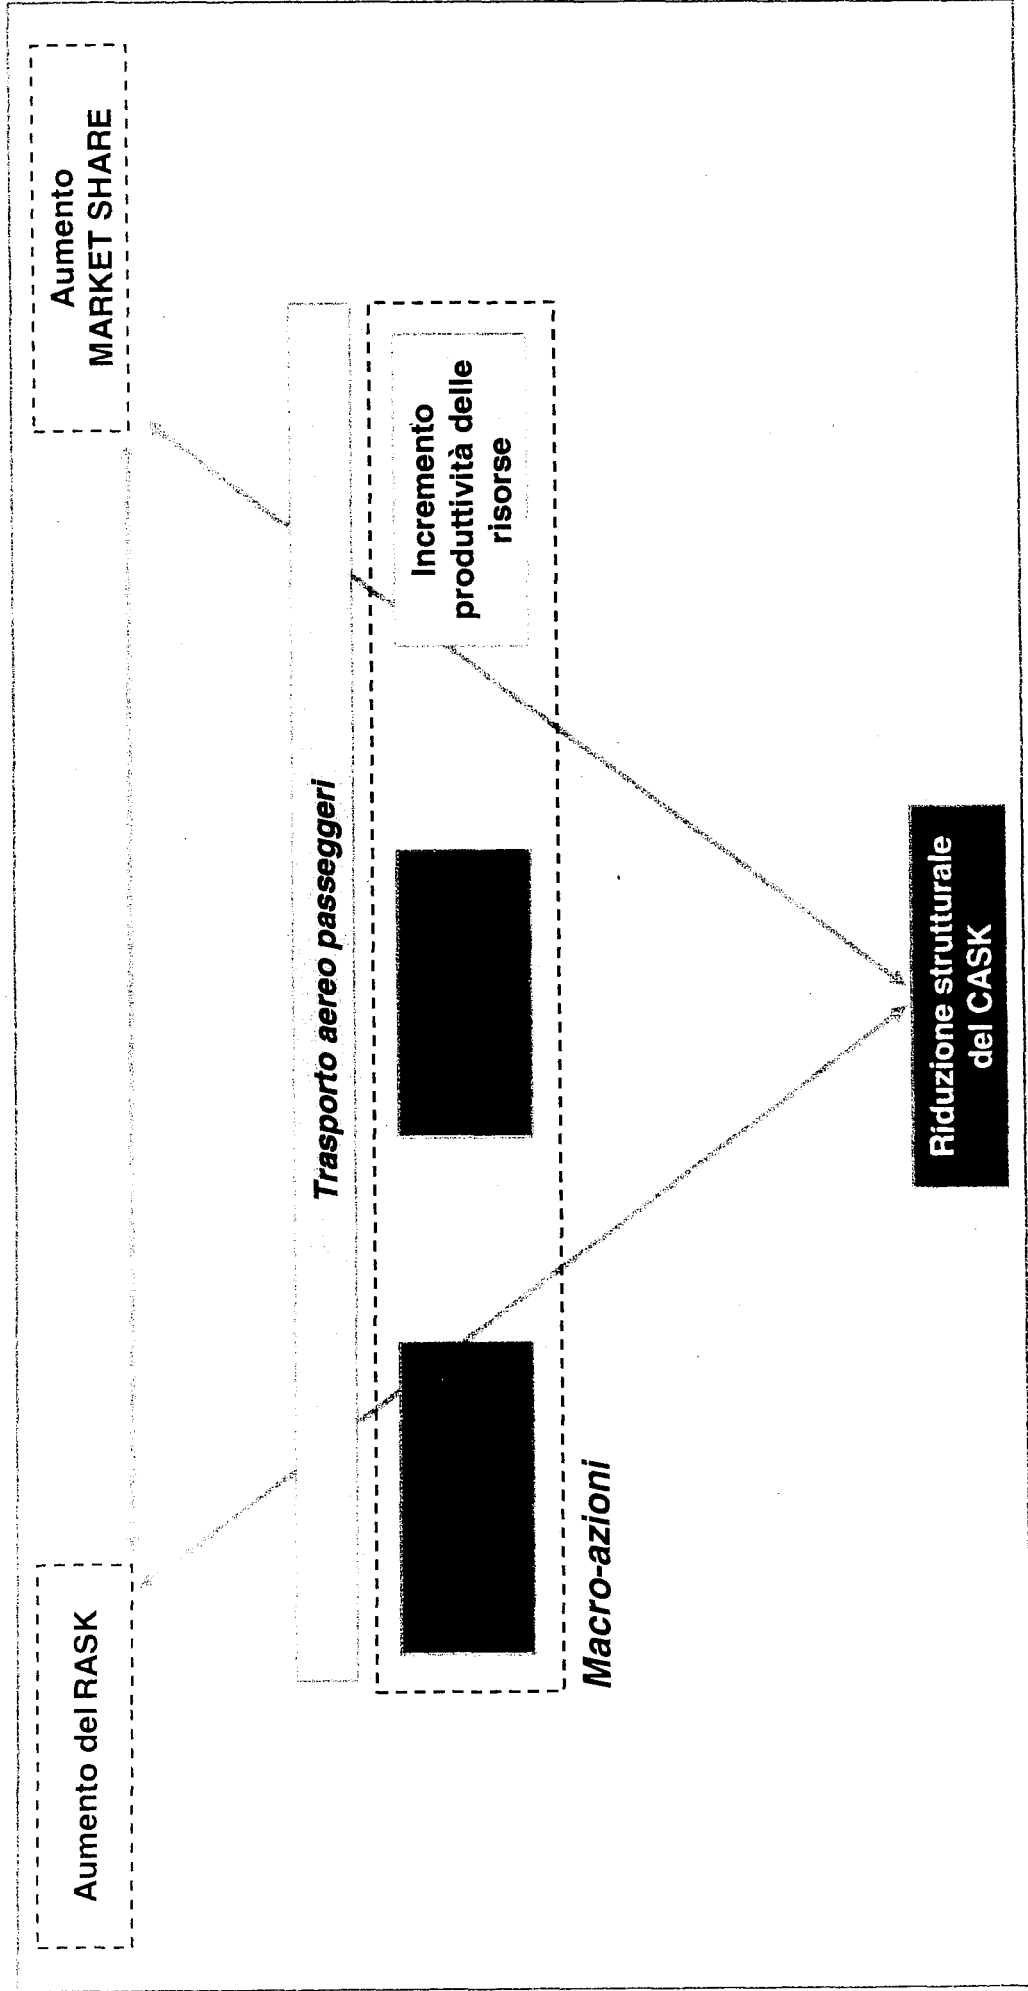 Aumento del RASK
Aumento
MARKET SHARE
Trasporto aereo passeggeri
Incremento
produttività delle
risorse
Macro-azioni
Riduzione strutturale
del CASK